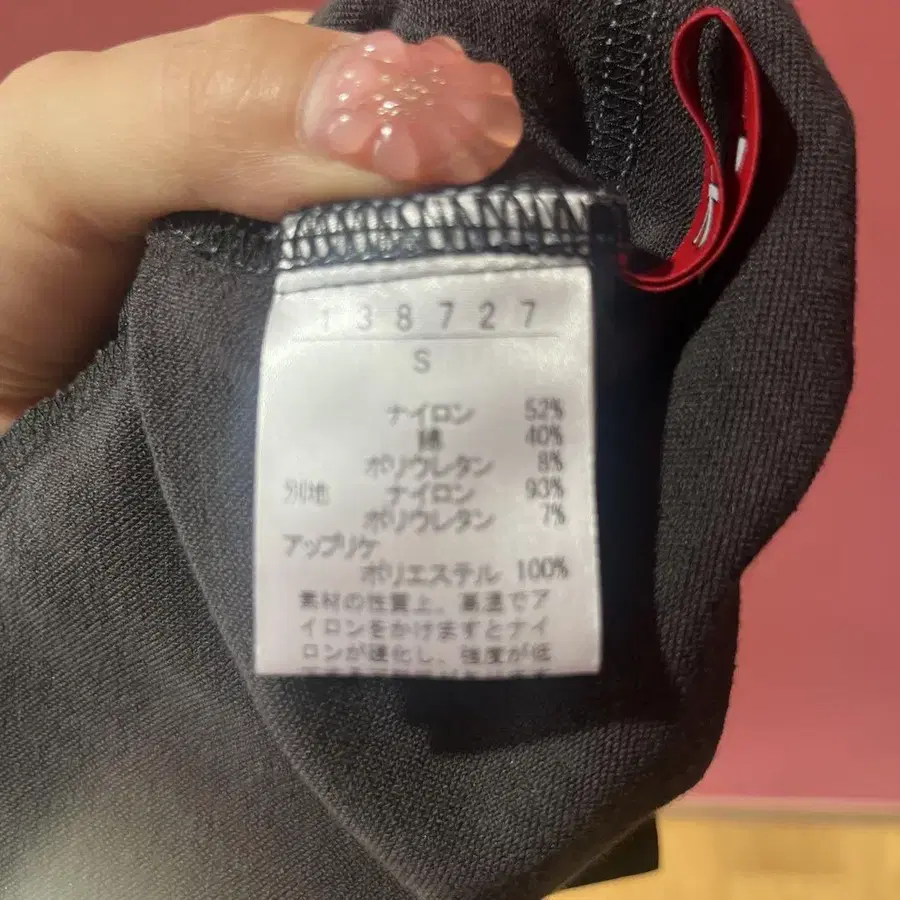 138727
S
ナイロン 52%
綿 40%
ポリウレタン 8%
別地 ナイロン 93%
ポリウレタン 7%
アップリケ
ポリエステル 100%
素材の性質上、高温でア
イロンをかけますとナイ
ロンが硬化し、強度が低